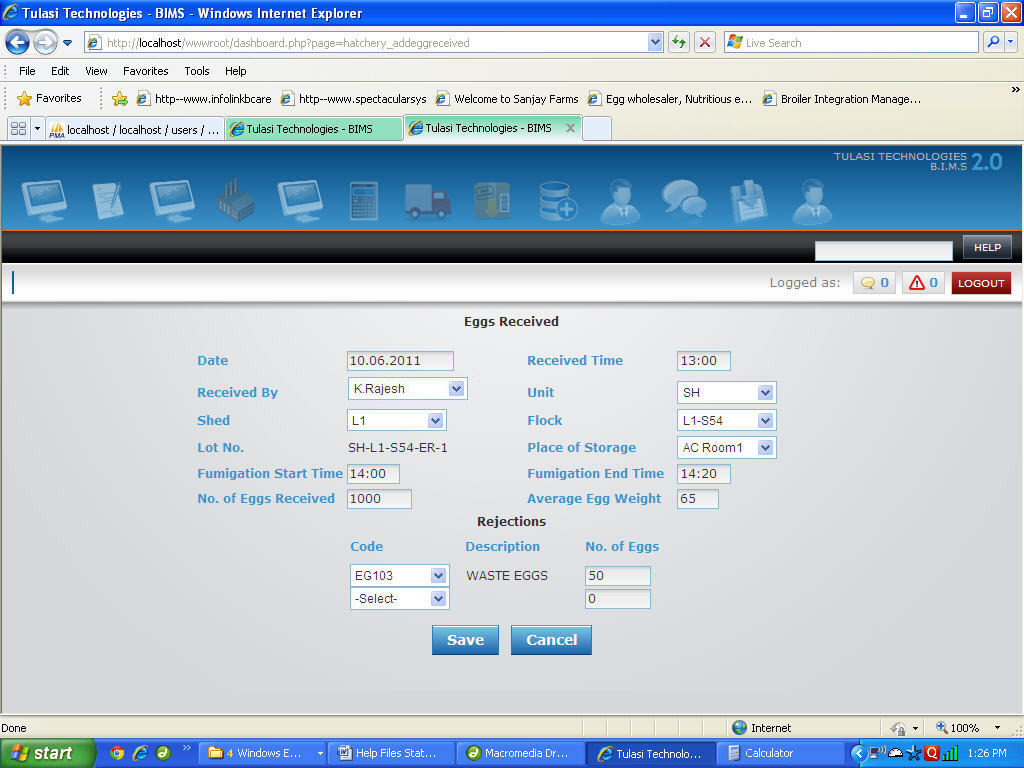 Tulasi Technologies - BIMS - Windows Internet Explorer
http://localhost/wwwroot/dashboard.php?page=hatchery_addeggreceived
Live Search
File Edit View Favorites Tools Help
Favorites http--www.infolinkbcare http--www.spectacularsys Welcome to Sanjay Farms Egg wholesaler, Nutritious e... Broiler Integration Manage... »
PMA localhost / localhost / users / ... Tulasi Technologies - BIMS Tulasi Technologies - BIMS
TULASI TECHNOLOGIES 2.0
B.I.M.S
HELP
Logged as: 0 0 LOGOUT
Eggs Received
Date 10.06.2011 Received Time 13:00
Received By K.Rajesh Unit SH
Shed L1 Flock L1-S54
Lot No. SH-L1-S54-ER-1 Place of Storage AC Room1
Fumigation Start Time 14:00 Fumigation End Time 14:20
No. of Eggs Received 1000 Average Egg Weight 65
Rejections
Code Description No. of Eggs
EG103 WASTE EGGS 50
-Select- 0
Save Cancel
Done Internet 100%
start » 4 Windows E... Help Files Stat... Macromedia Dr... Tulasi Technolo... Calculator 1:26 PM